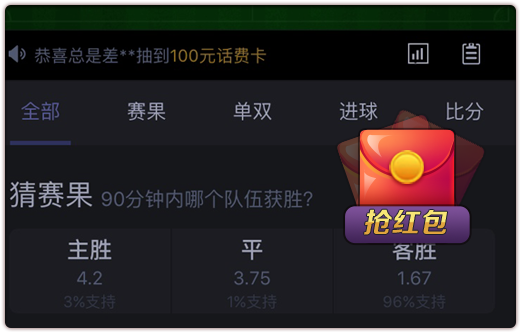 恭喜总是差**抽到100元话费卡
全部 赛果 单双 进球 比分
猜赛果 90分钟内哪个队伍获胜?
抢红包
主胜 平 客胜
4.2 3.75 1.67
3%支持 1%支持 96%支持